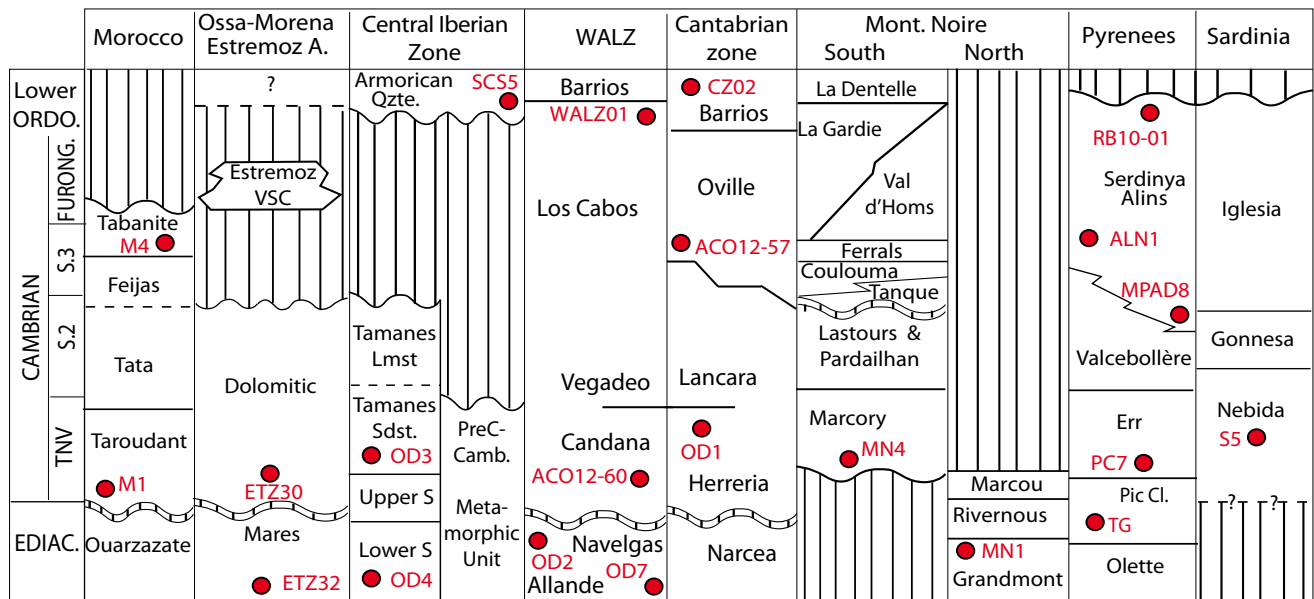 Morocco
Ossa-Morena
Estremoz A.
Central Iberian
Zone
WALZ
Cantabrian
zone
Mont. Noire
South
North
Pyrenees
Sardinia
Lower
ORDO.
CAMBRIAN
FURONG.
S.3
S.2
TNV
EDIAC.
Tabanite
M4
Feijas
Tata
Taroudant
M1
Ouarzazate
?
Estremoz
VSC
Dolomitic
ETZ30
Mares
ETZ32
Armorican
Qzte.
SCS5
Tamanes
Lmst
Tamanes
Sdst.
OD3
Upper S
Lower S
OD4
PreC-
Camb.
Meta-
morphic
Unit
Barrios
WALZ01
Los Cabos
Vegadeo
Candana
ACO12-60
OD2
Navelgas
OD7
Allande
CZ02
Barrios
Oville
ACO12-57
Lancara
OD1
Herreria
Narcea
La Dentelle
La Gardie
Val
d'Homs
Ferrals
Coulouma
Tanque
Lastours &
Pardailhan
Marcory
MN4
Marcou
Rivernous
MN1
Grandmont
RB10-01
Serdinya
Alins
ALN1
MPAD8
Valcebollère
Err
PC7
Pic Cl.
TG
Olette
Iglesia
Gonnesa
Nebida
S5
? ?